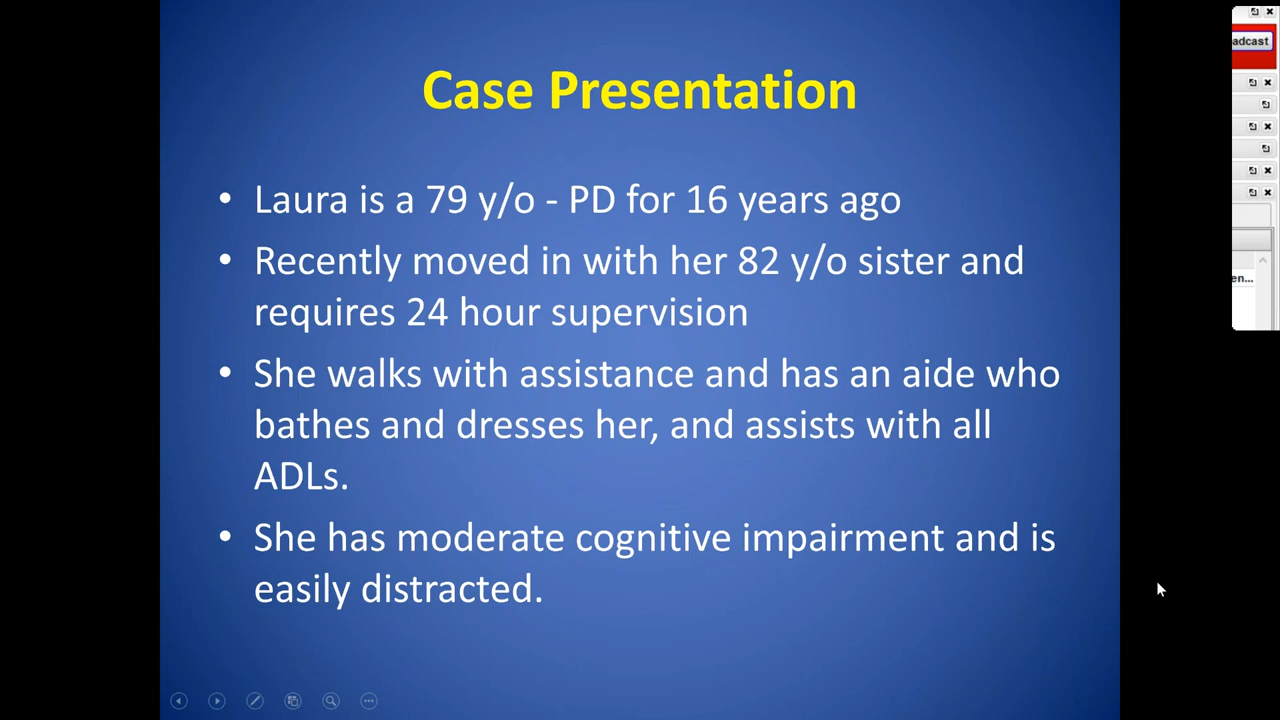 Case Presentation
• Laura is a 79 y/o - PD for 16 years ago
• Recently moved in with her 82 y/o sister and
requires 24 hour supervision
• She walks with assistance and has an aide who
bathes and dresses her, and assists with all
ADLs.
• She has moderate cognitive impairment and is
easily distracted.
adcast
en...